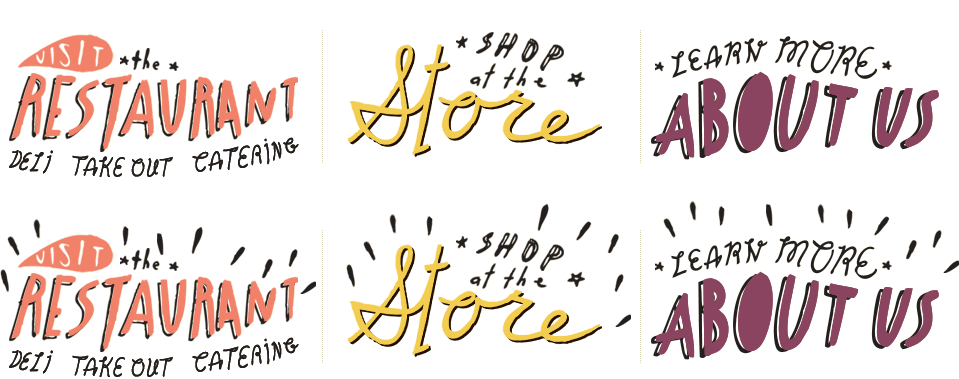 VISIT the
RESTAURANT
DELi TAKE OUT CATERiNG
SHOP
at the
Store
LEARN MORE
ABOUT US
VISIT the
RESTAURANT
DELi TAKE OUT CATERiNG
SHOP
at the
Store
LEARN MORE
ABOUT US